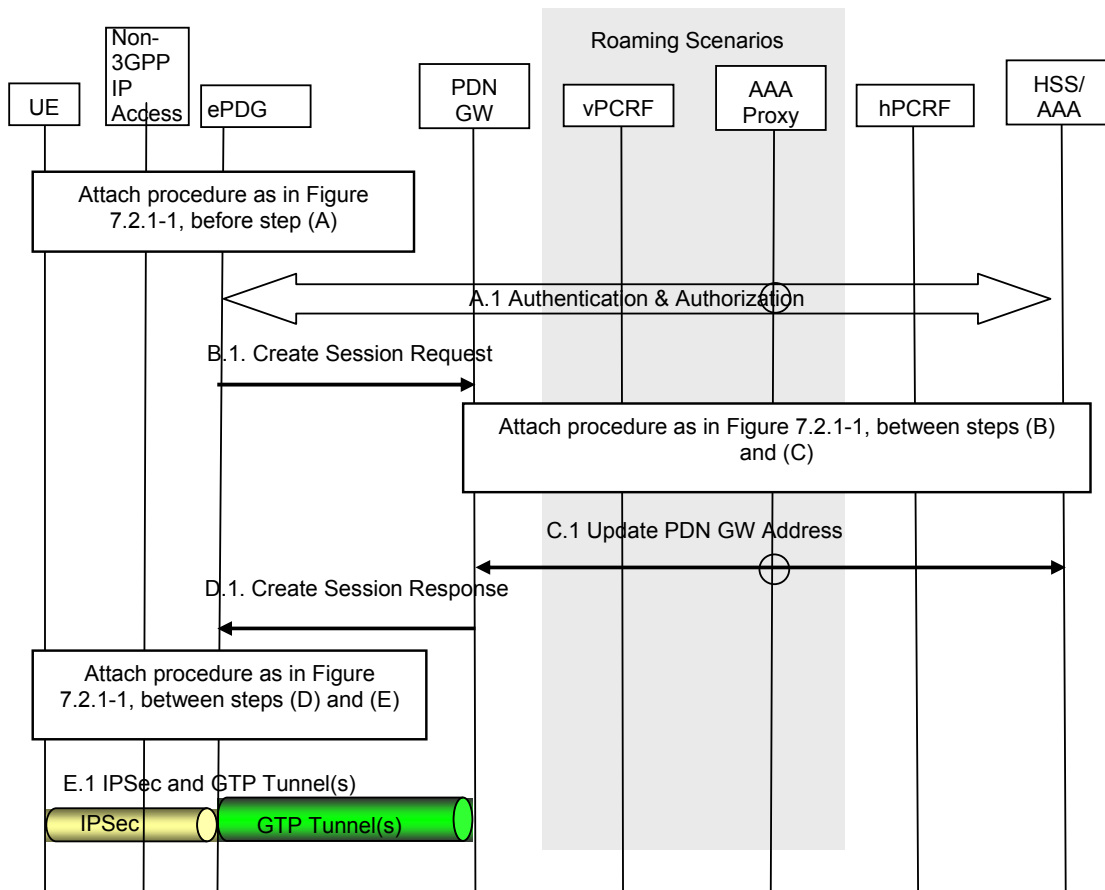 Roaming Scenarios
UE
Non-
3GPP
IP
Access
ePDG
PDN
GW
vPCRF
AAA
Proxy
hPCRF
HSS/
AAA
Attach procedure as in Figure
7.2.1-1, before step (A)
A.1 Authentication & Authorization
B.1. Create Session Request
Attach procedure as in Figure 7.2.1-1, between steps (B)
and (C)
C.1 Update PDN GW Address
D.1. Create Session Response
Attach procedure as in Figure
7.2.1-1, between steps (D) and (E)
E.1 IPSec and GTP Tunnel(s)
IPSec
GTP Tunnel(s)